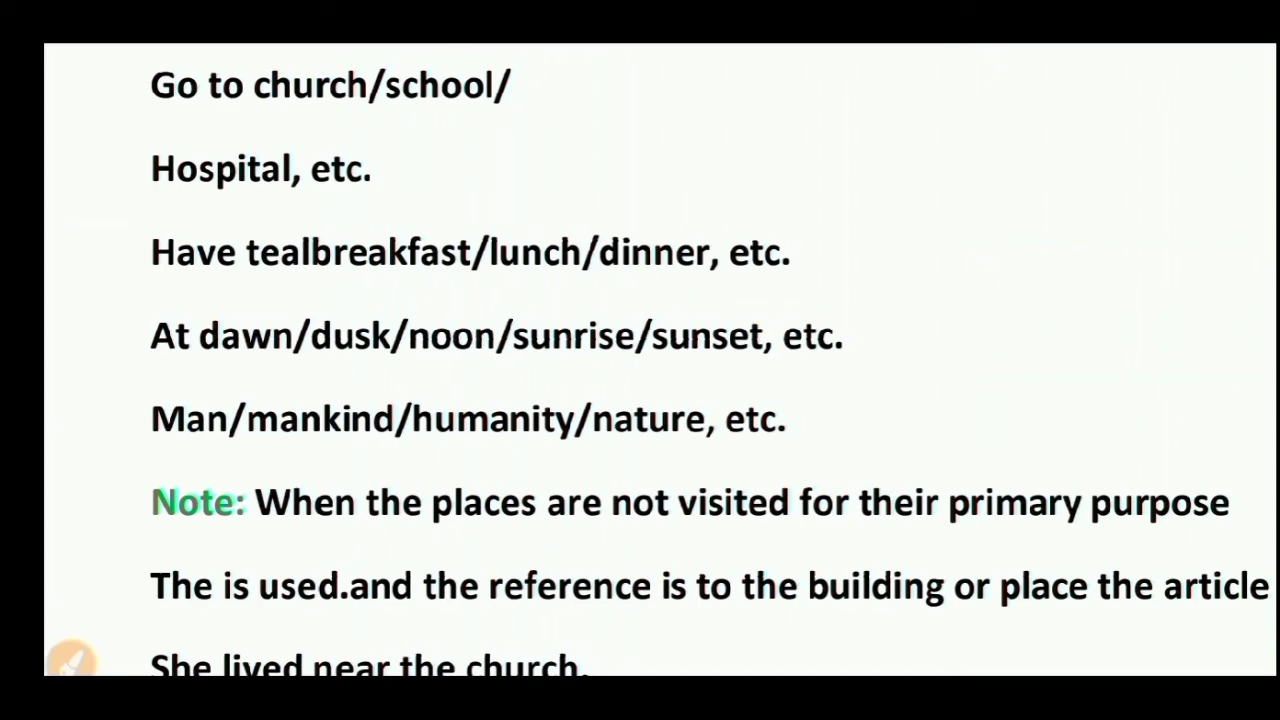 Go to church/school/
Hospital, etc.
Have tealbreakfast/lunch/dinner, etc.
At dawn/dusk/noon/sunrise/sunset, etc.
Man/mankind/humanity/nature, etc.
Note: When the places are not visited for their primary purpose
The is used.and the reference is to the building or place the article
She lived near the church.